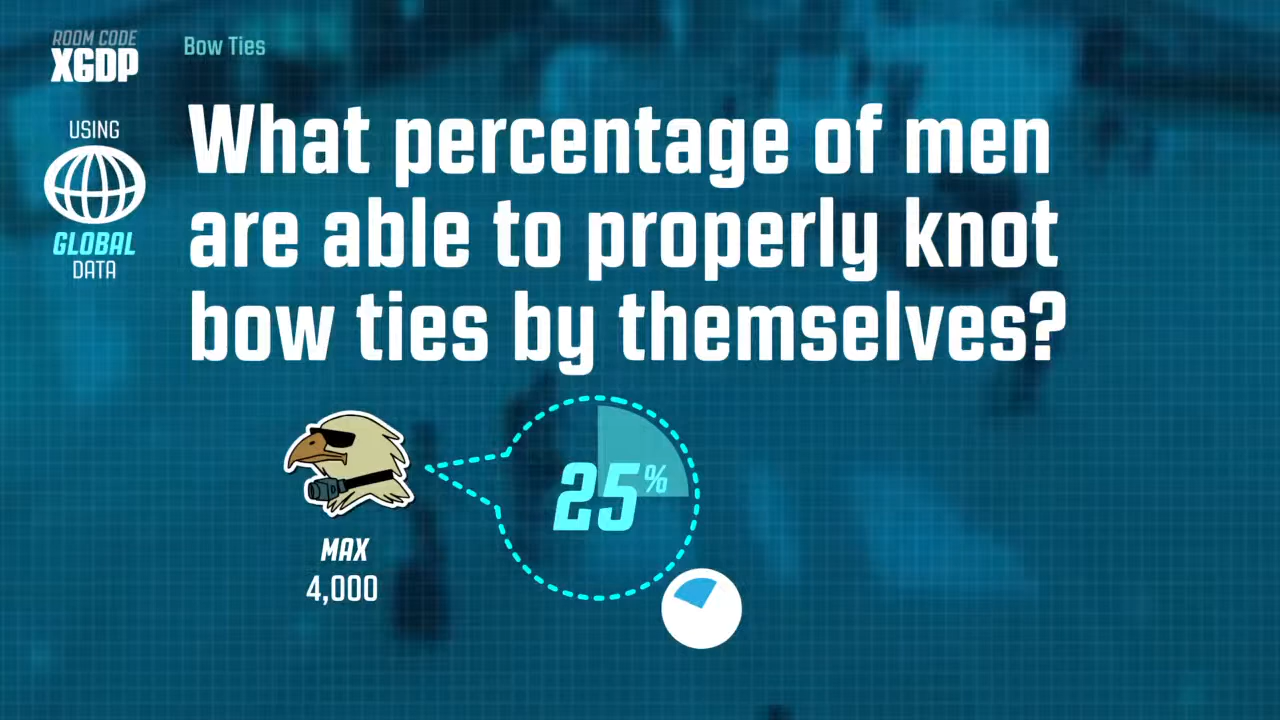 ROOM CODE
X6DP
Bow Ties
USING
GLOBAL
DATA
What percentage of men
are able to properly knot
bow ties by themselves?
25%
MAX
4,000